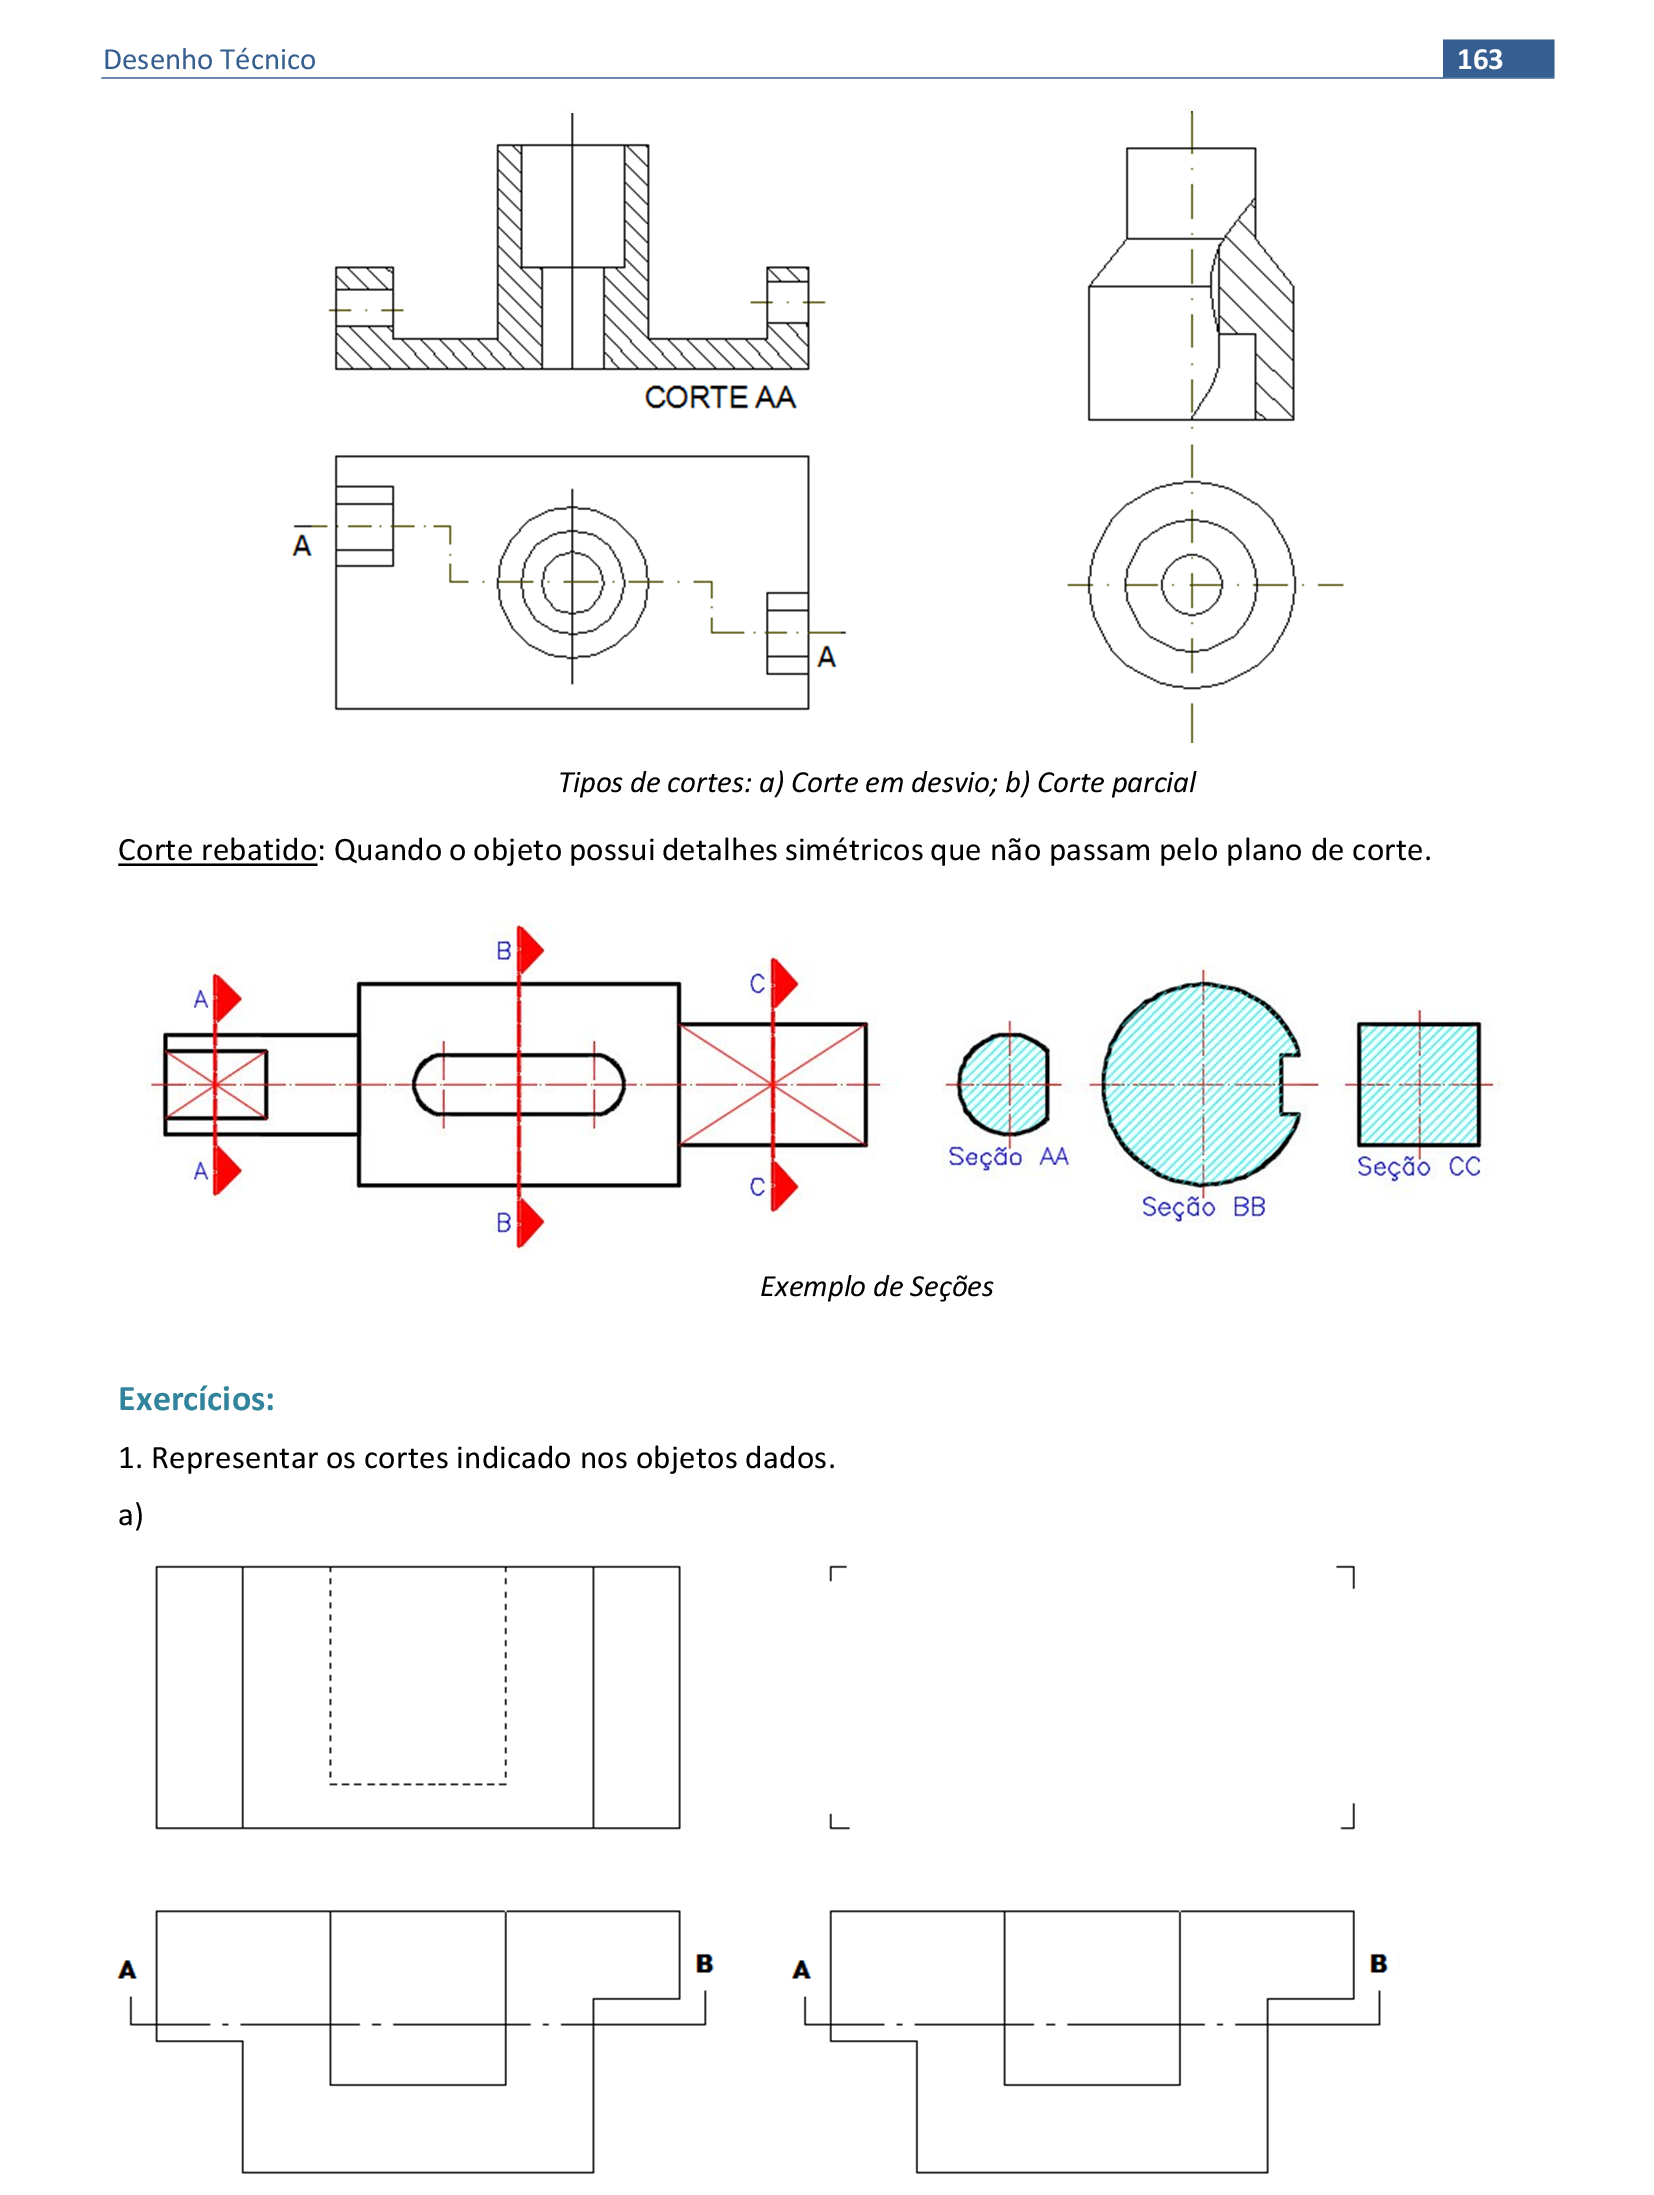 Desenho Técnico 163
CORTE AA
A
A
Tipos de cortes: a) Corte em desvio; b) Corte parcial
Corte rebatido: Quando o objeto possui detalhes simétricos que não passam pelo plano de corte.
A B C
A B C
Seção AA Seção BB Seção CC
Exemplo de Seções
Exercícios:
1. Representar os cortes indicado nos objetos dados.
a)
A B A B